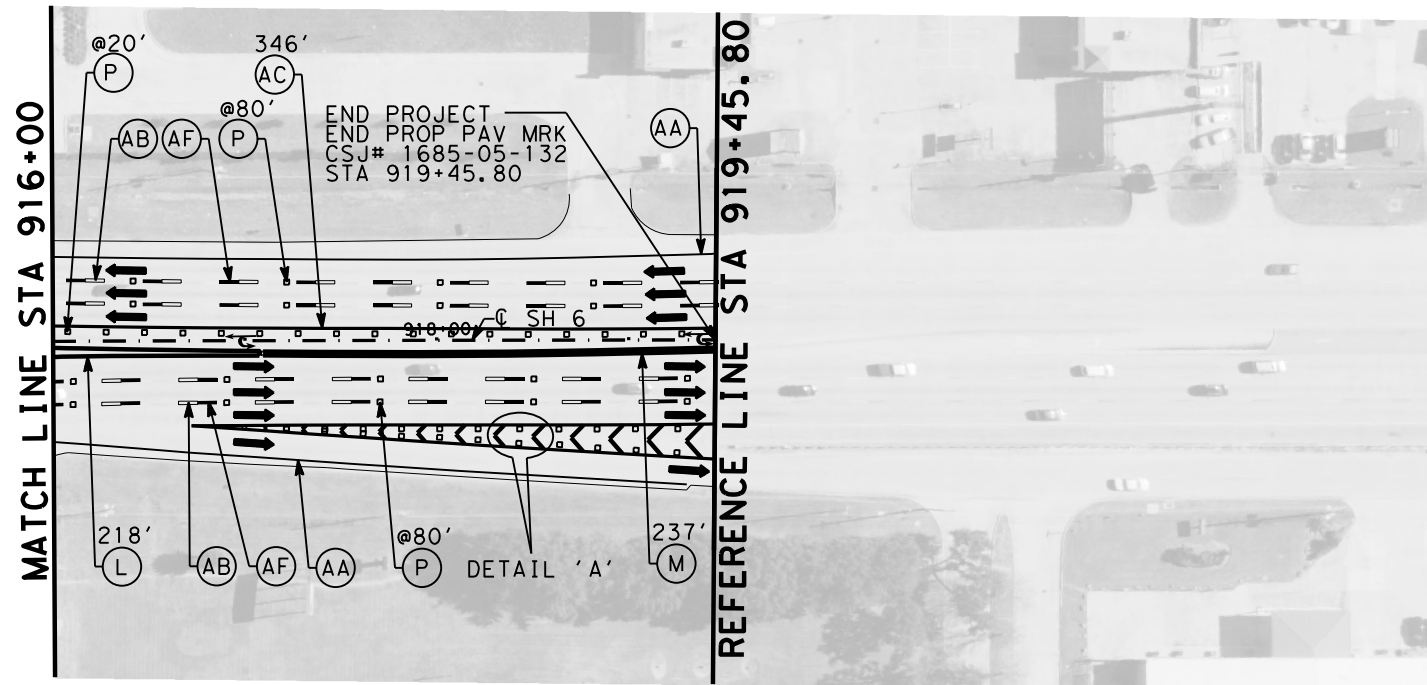 MATCH LINE STA 916+00
@20'
P
346'
AC
@80'
AB
AF
P
END PROJECT
END PROP PAV MRK
CSJ# 1685-05-132
STA 919+45.80
AA
REFERENCE LINE STA 919+45.80
918+00
℄ SH 6
218'
L
AB
AF
AA
@80'
P
DETAIL 'A'
237'
M